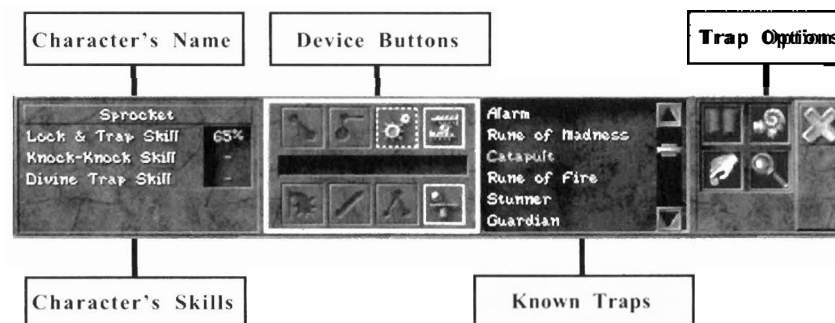 Character's Name
Device Buttons
Trap Options
Sprocket
Lock & Trap Skill 65%
Knock-Knock Skill -
Divine Trap Skill -
Alarm
Rune of Madness
Catapult
Rune of Fire
Stunner
Guardian
Character's Skills
Known Traps